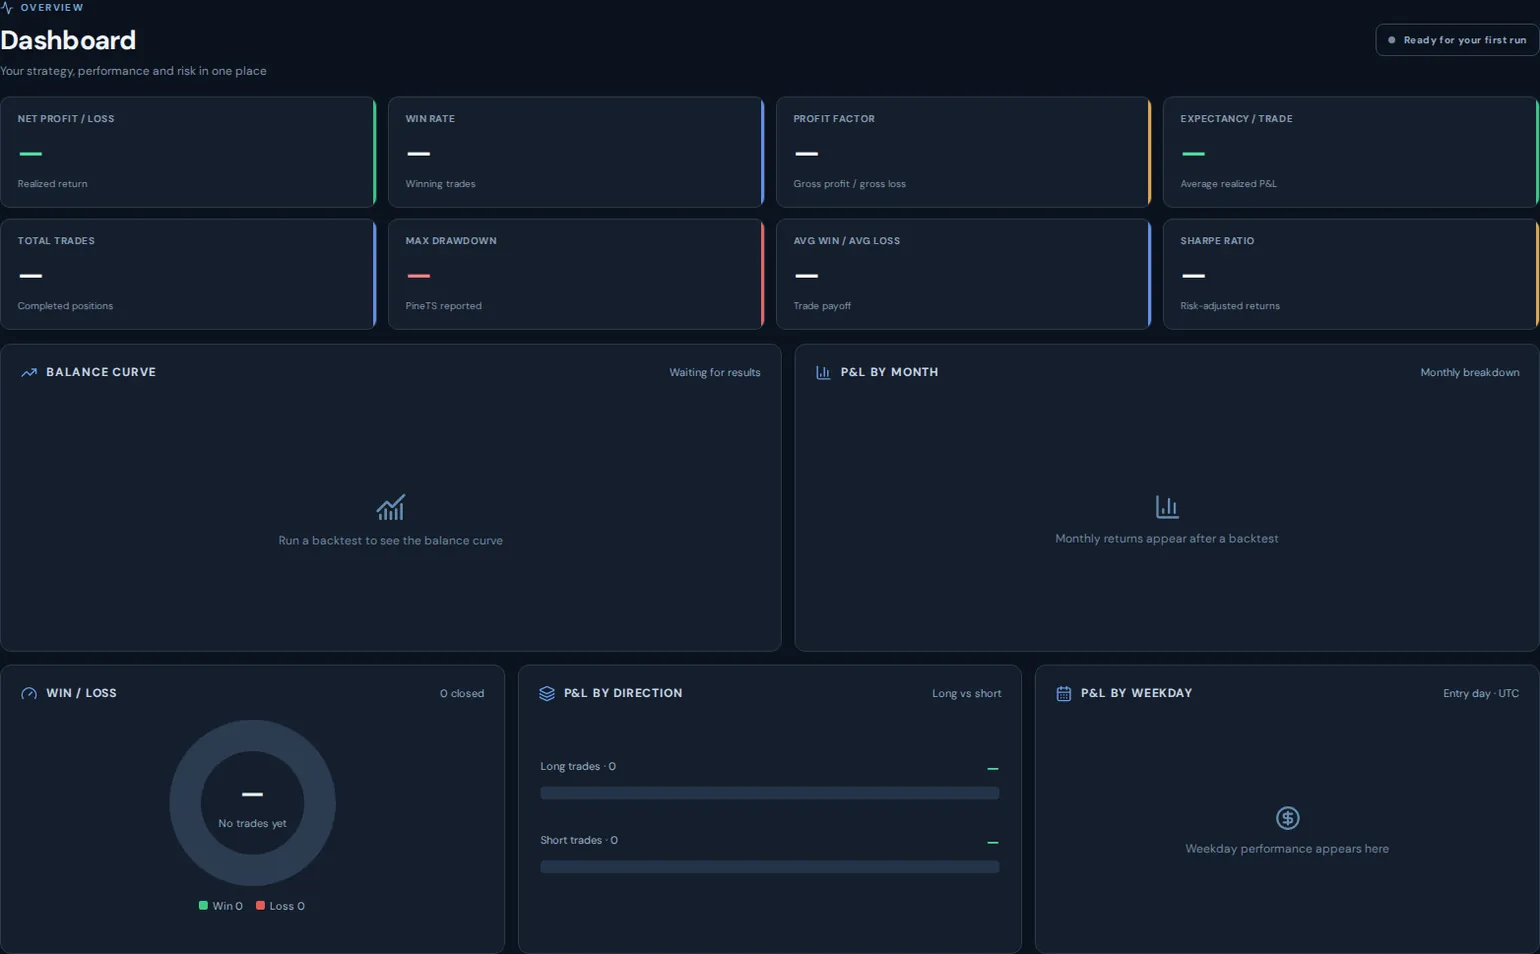 OVERVIEW
Dashboard
Ready for your first run
Your strategy, performance and risk in one place
NET PROFIT / LOSS
—
Realized return
WIN RATE
—
Winning trades
PROFIT FACTOR
—
Gross profit / gross loss
EXPECTANCY / TRADE
—
Average realized P&L
TOTAL TRADES
—
Completed positions
MAX DRAWDOWN
—
PineTS reported
AVG WIN / AVG LOSS
—
Trade payoff
SHARPE RATIO
—
Risk-adjusted returns
BALANCE CURVE
Waiting for results
Run a backtest to see the balance curve
P&L BY MONTH
Monthly breakdown
Monthly returns appear after a backtest
WIN / LOSS
0 closed
—
No trades yet
Win 0
Loss 0
P&L BY DIRECTION
Long vs short
Long trades · 0
—
Short trades · 0
—
P&L BY WEEKDAY
Entry day · UTC
Weekday performance appears here